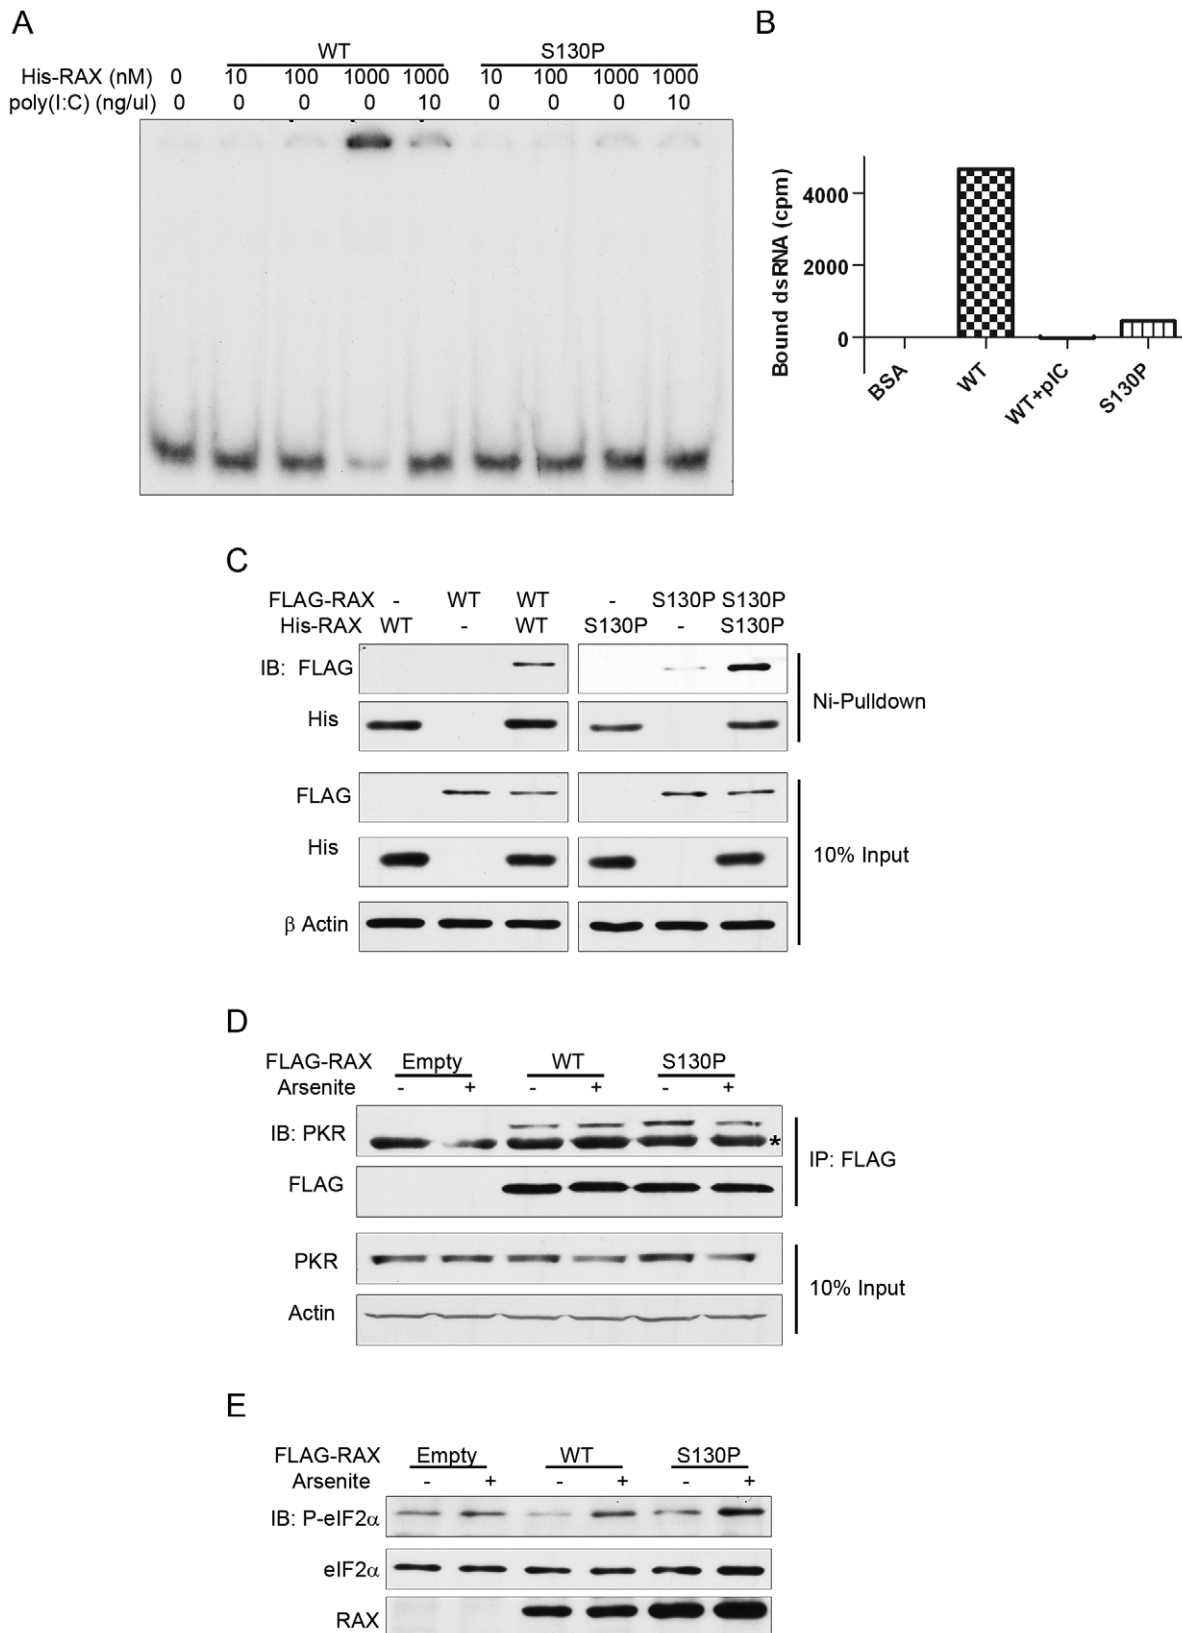 A
WT S130P
His-RAX (nM) 0 10 100 1000 1000 10 100 1000 1000
poly(I:C) (ng/ul) 0 0 0 0 10 0 0 0 10
B
Bound dsRNA (cpm)
4000
2000
0
BSA WT WT+pIC S130P
C
FLAG-RAX - WT WT - S130P S130P
His-RAX WT - WT S130P - S130P
IB: FLAG
His
Ni-Pulldown
FLAG
His
β Actin
10% Input
D
FLAG-RAX Empty WT S130P
Arsenite - + - + - +
IB: PKR *
FLAG
IP: FLAG
PKR
Actin
10% Input
E
FLAG-RAX Empty WT S130P
Arsenite - + - + - +
IB: P-eIF2α
eIF2α
RAX